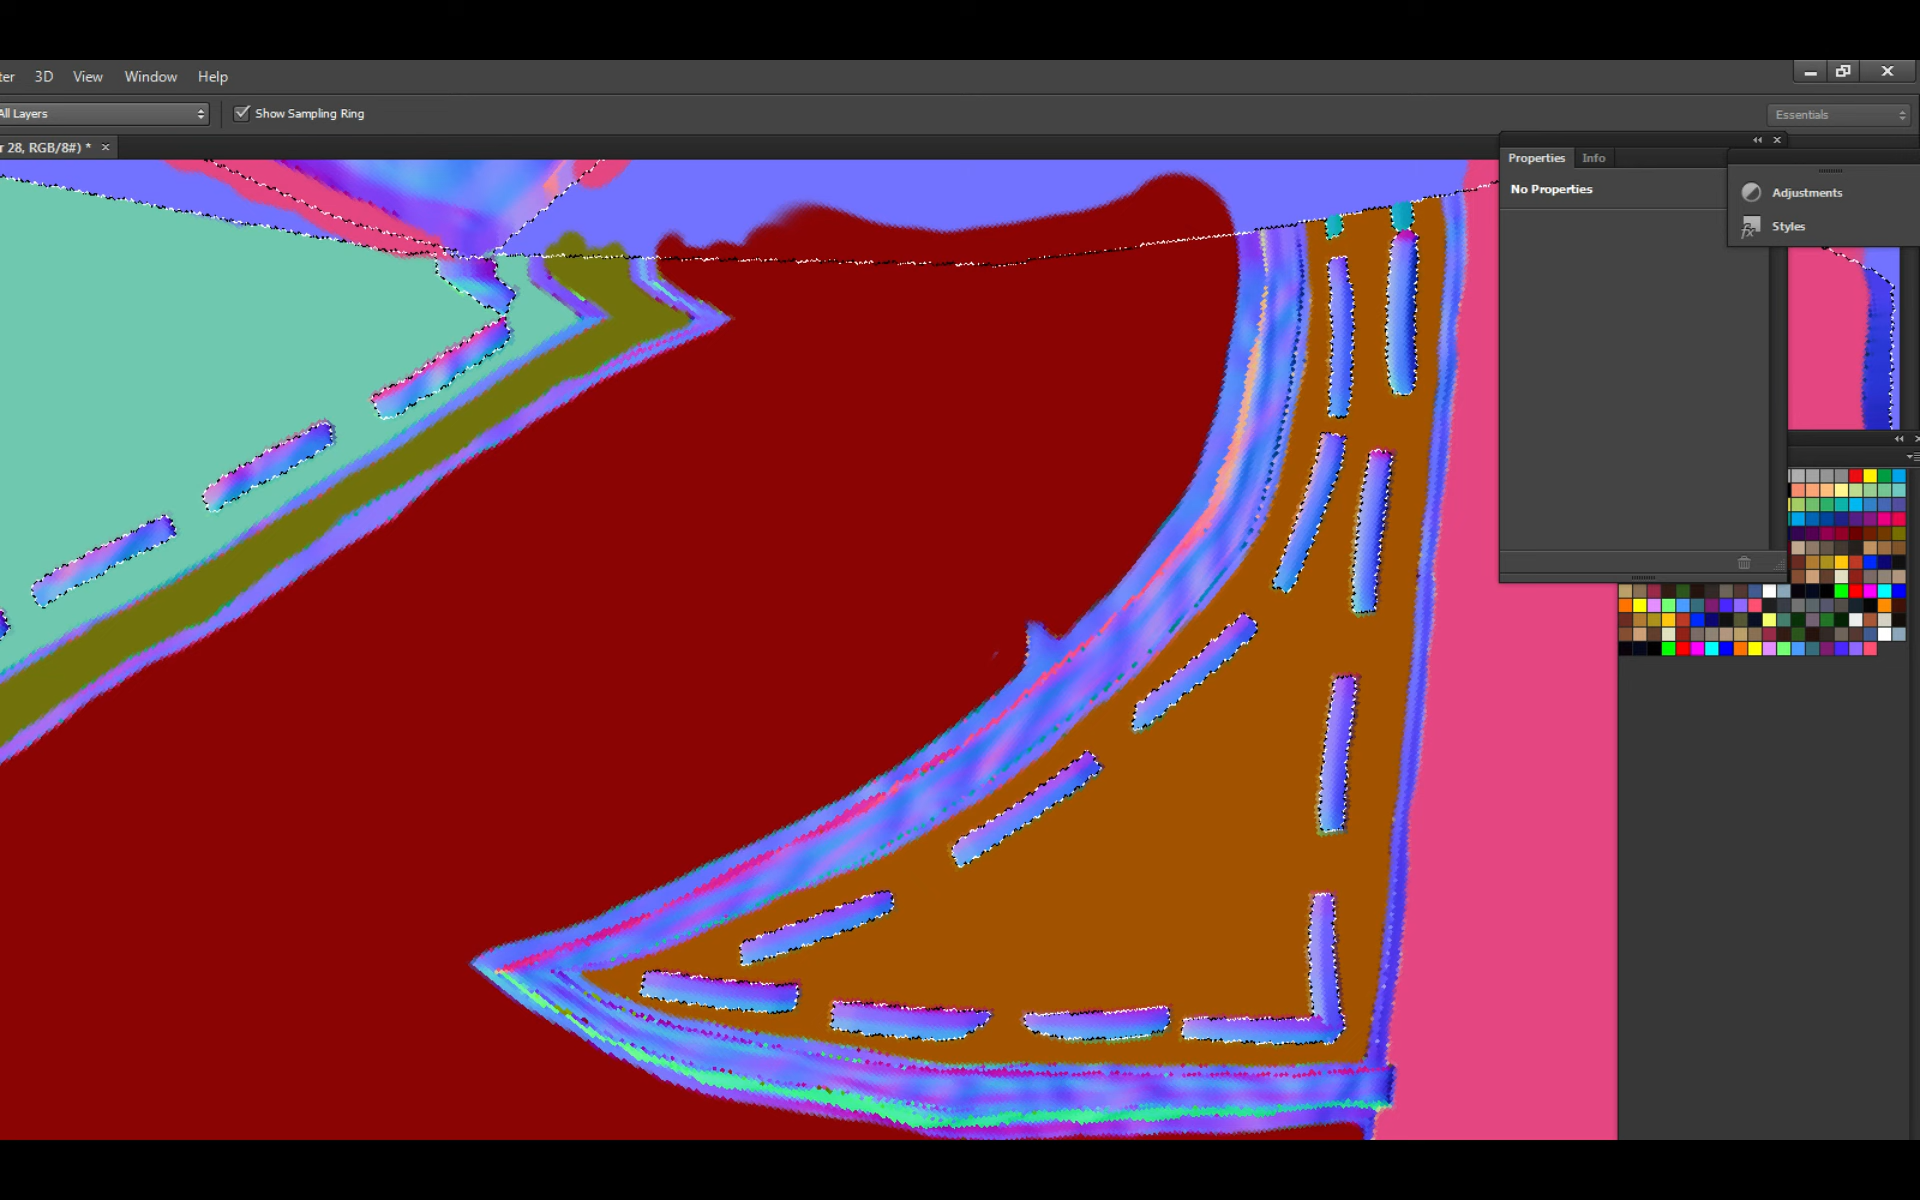 ter 3D View Window Help
All Layers Show Sampling Ring Essentials
r 28, RGB/8#) *
Properties Info
No Properties Adjustments
Styles